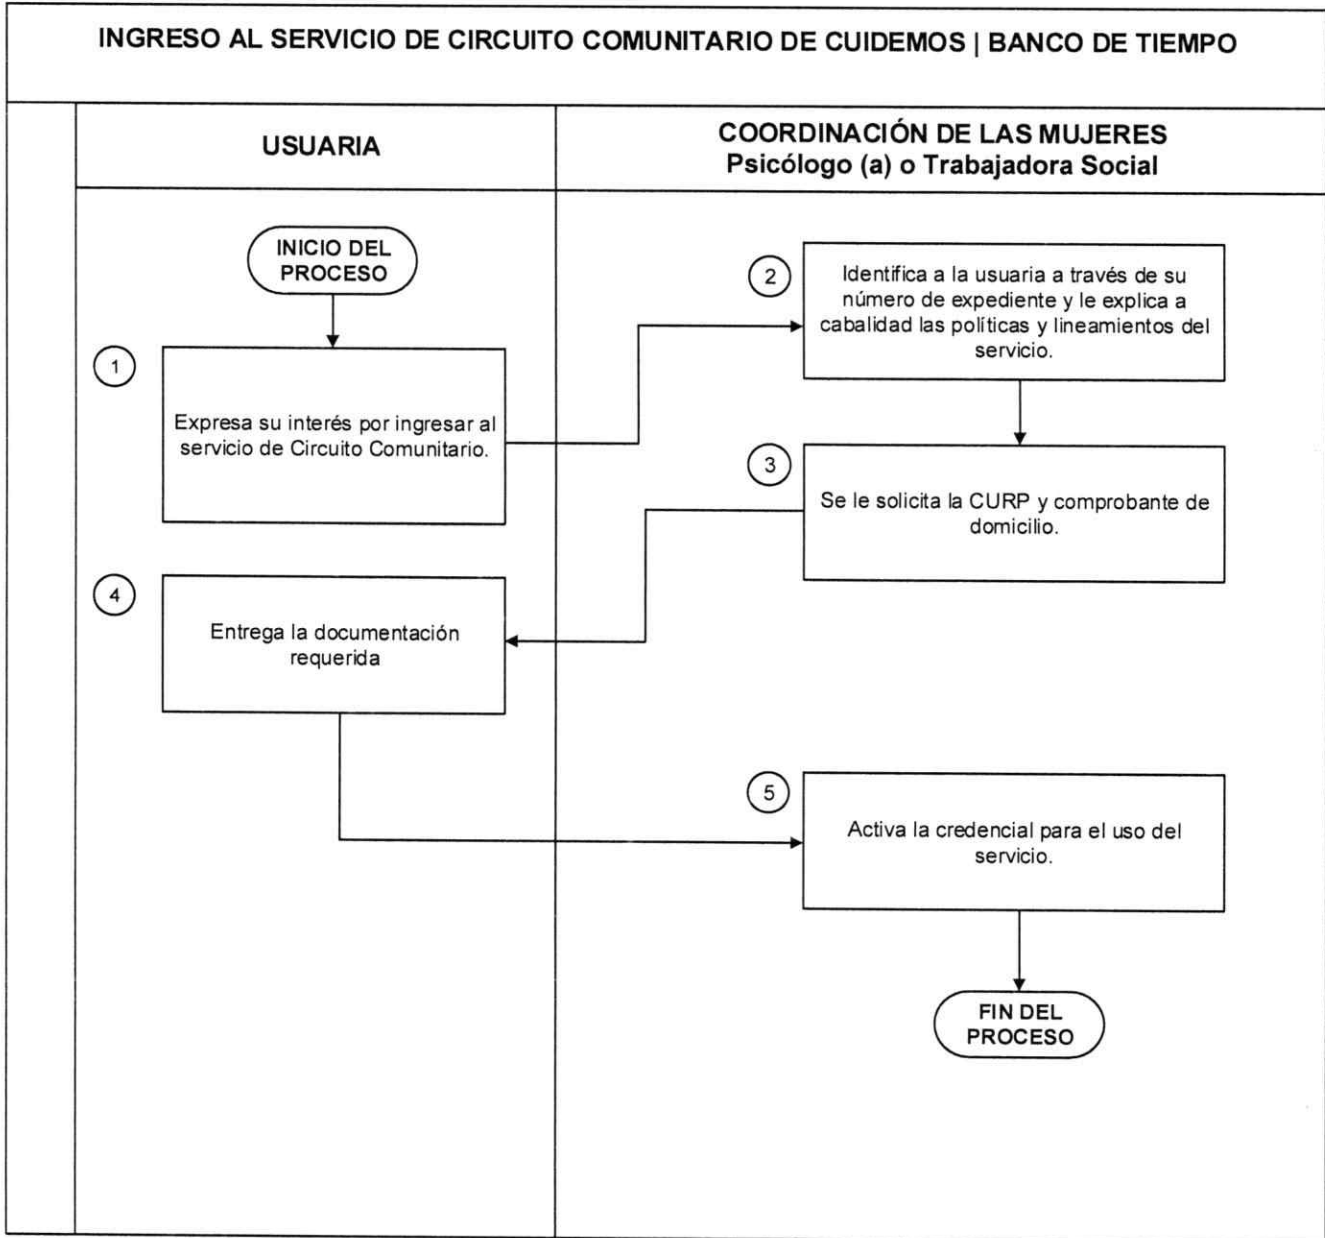 INGRESO AL SERVICIO DE CIRCUITO COMUNITARIO DE CUIDEMOS | BANCO DE TIEMPO
USUARIA
COORDINACIÓN DE LAS MUJERES
Psicólogo (a) o Trabajadora Social
INICIO DEL
PROCESO
1
Expresa su interés por ingresar al
servicio de Circuito Comunitario.
2
Identifica a la usuaria a través de su
número de expediente y le explica a
cabalidad las políticas y lineamientos del
servicio.
3
Se le solicita la CURP y comprobante de
domicilio.
4
Entrega la documentación
requerida
5
Activa la credencial para el uso del
servicio.
FIN DEL
PROCESO